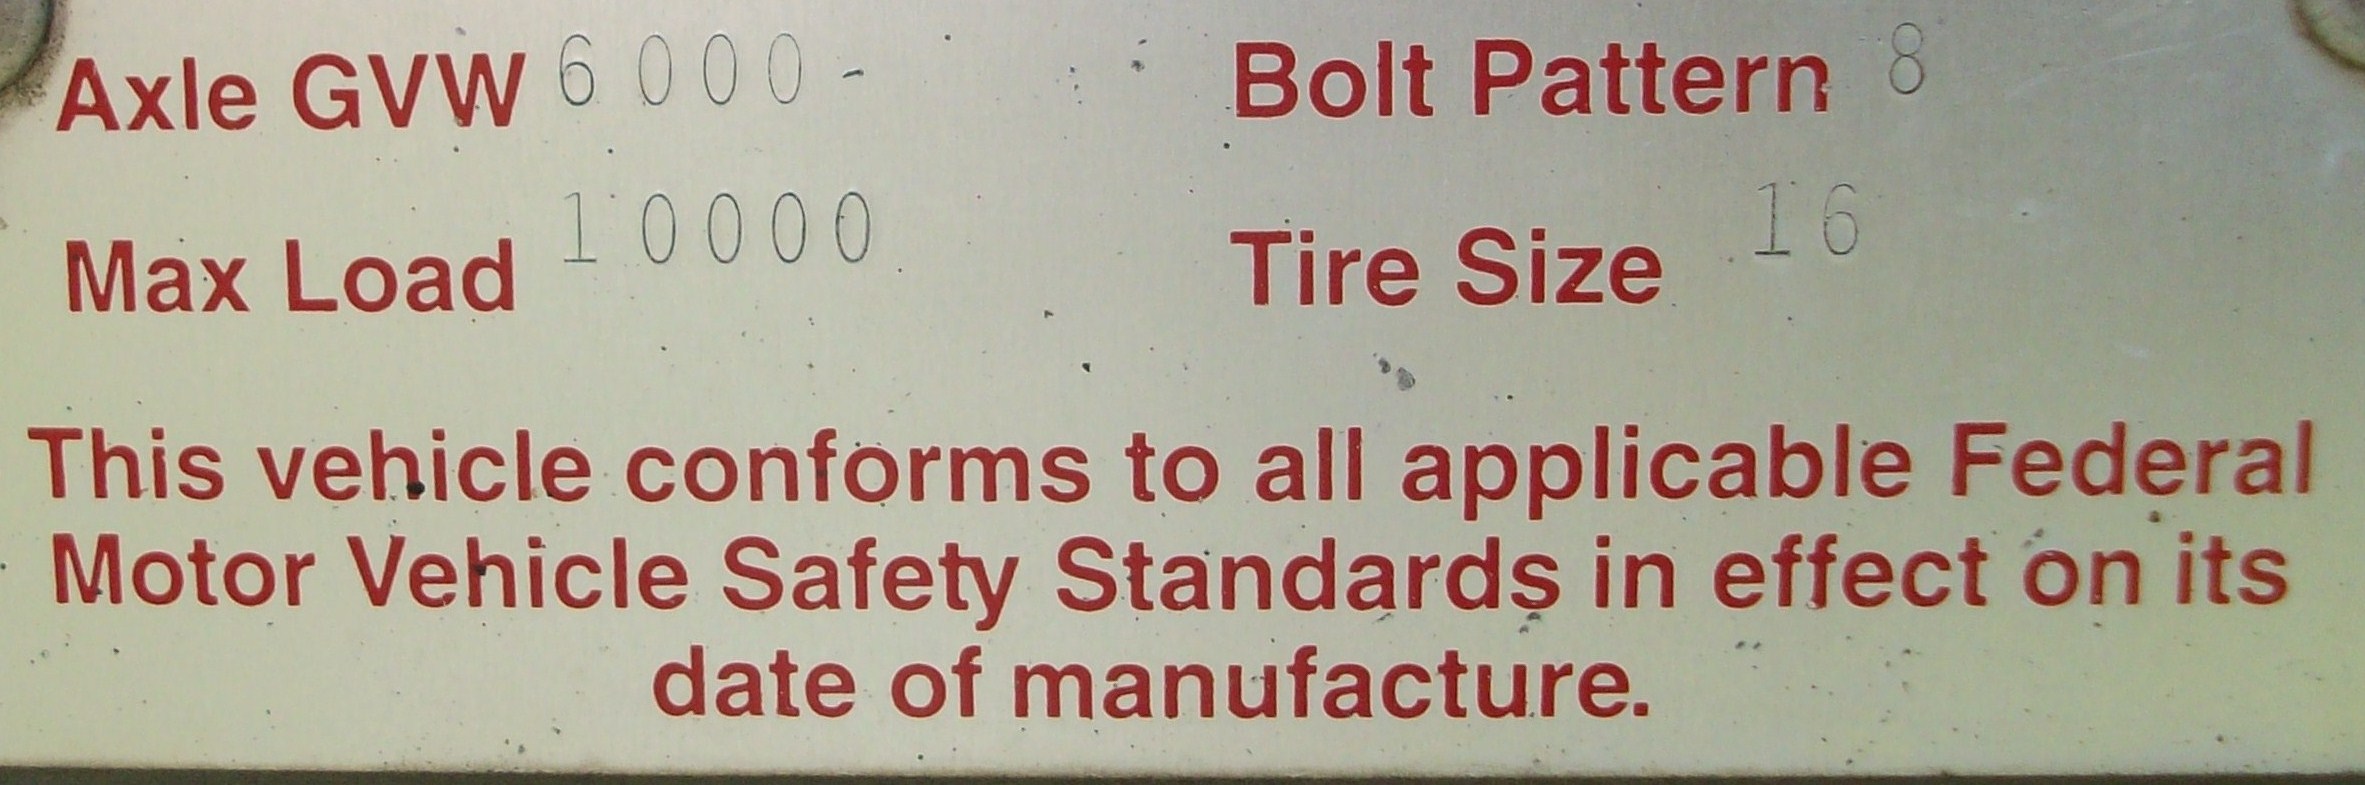 Axle GVW 6000- Bolt Pattern 8
Max Load 10000 Tire Size 16
This vehicle conforms to all applicable Federal
Motor Vehicle Safety Standards in effect on its
date of manufacture.